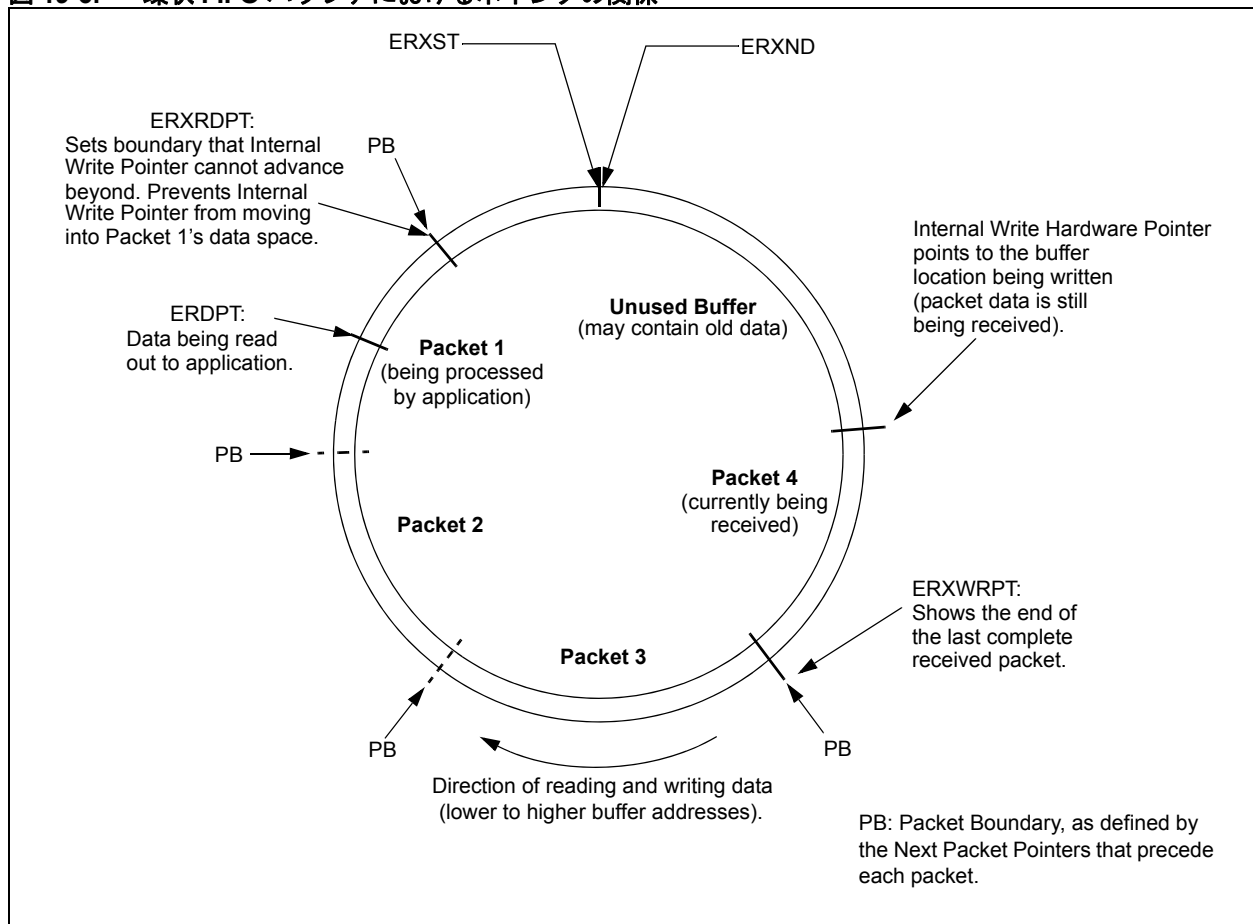 ERXST
ERXND
ERXRDPT:
Sets boundary that Internal
Write Pointer cannot advance
beyond. Prevents Internal
Write Pointer from moving
into Packet 1's data space.
PB
Internal Write Hardware Pointer
points to the buffer
location being written
(packet data is still
being received).
Unused Buffer
(may contain old data)
ERDPT:
Data being read
out to application.
Packet 1
(being processed
by application)
PB
Packet 4
(currently being
received)
Packet 2
ERXWRPT:
Shows the end of
the last complete
received packet.
Packet 3
PB
PB
Direction of reading and writing data
(lower to higher buffer addresses).
PB: Packet Boundary, as defined by
the Next Packet Pointers that precede
each packet.